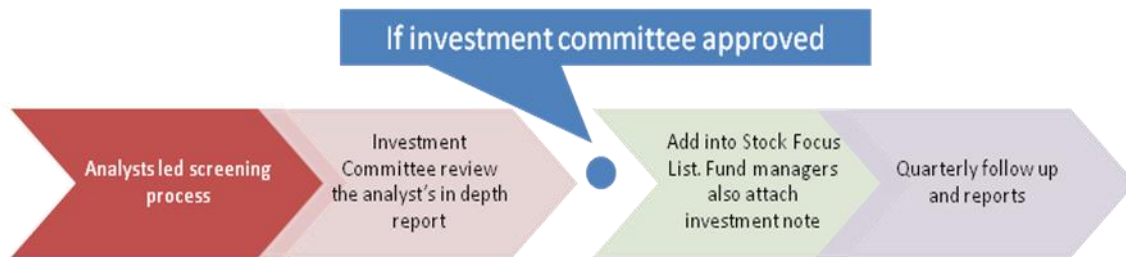 If investment committee approved
Analysts led screening
process
Investment
Committee review
the analyst's in depth
report
Add into Stock Focus
List. Fund managers
also attach
investment note
Quarterly follow up
and reports